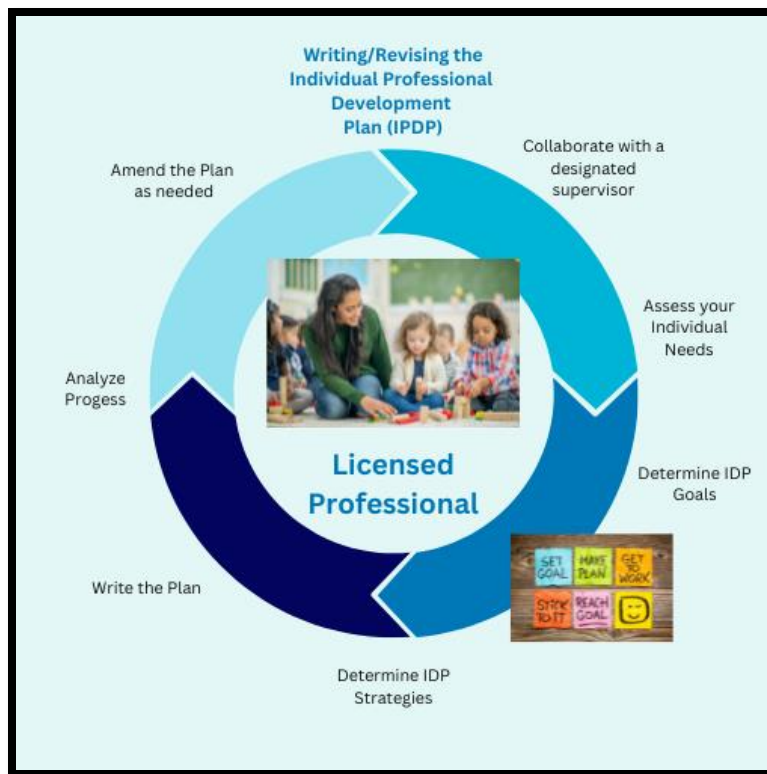 Writing/Revising the
Individual Professional
Development
Plan (IPDP)
Collaborate with a
designated
supervisor
Assess your
Individual
Needs
Determine IDP
Goals
Determine IDP
Strategies
Write the Plan
Analyze
Progess
Amend the Plan
as needed
Licensed
Professional
SET
GOAL
MAKE
PLAN
GET
TO
WORK
STICK
TO IT
REACH
GOAL